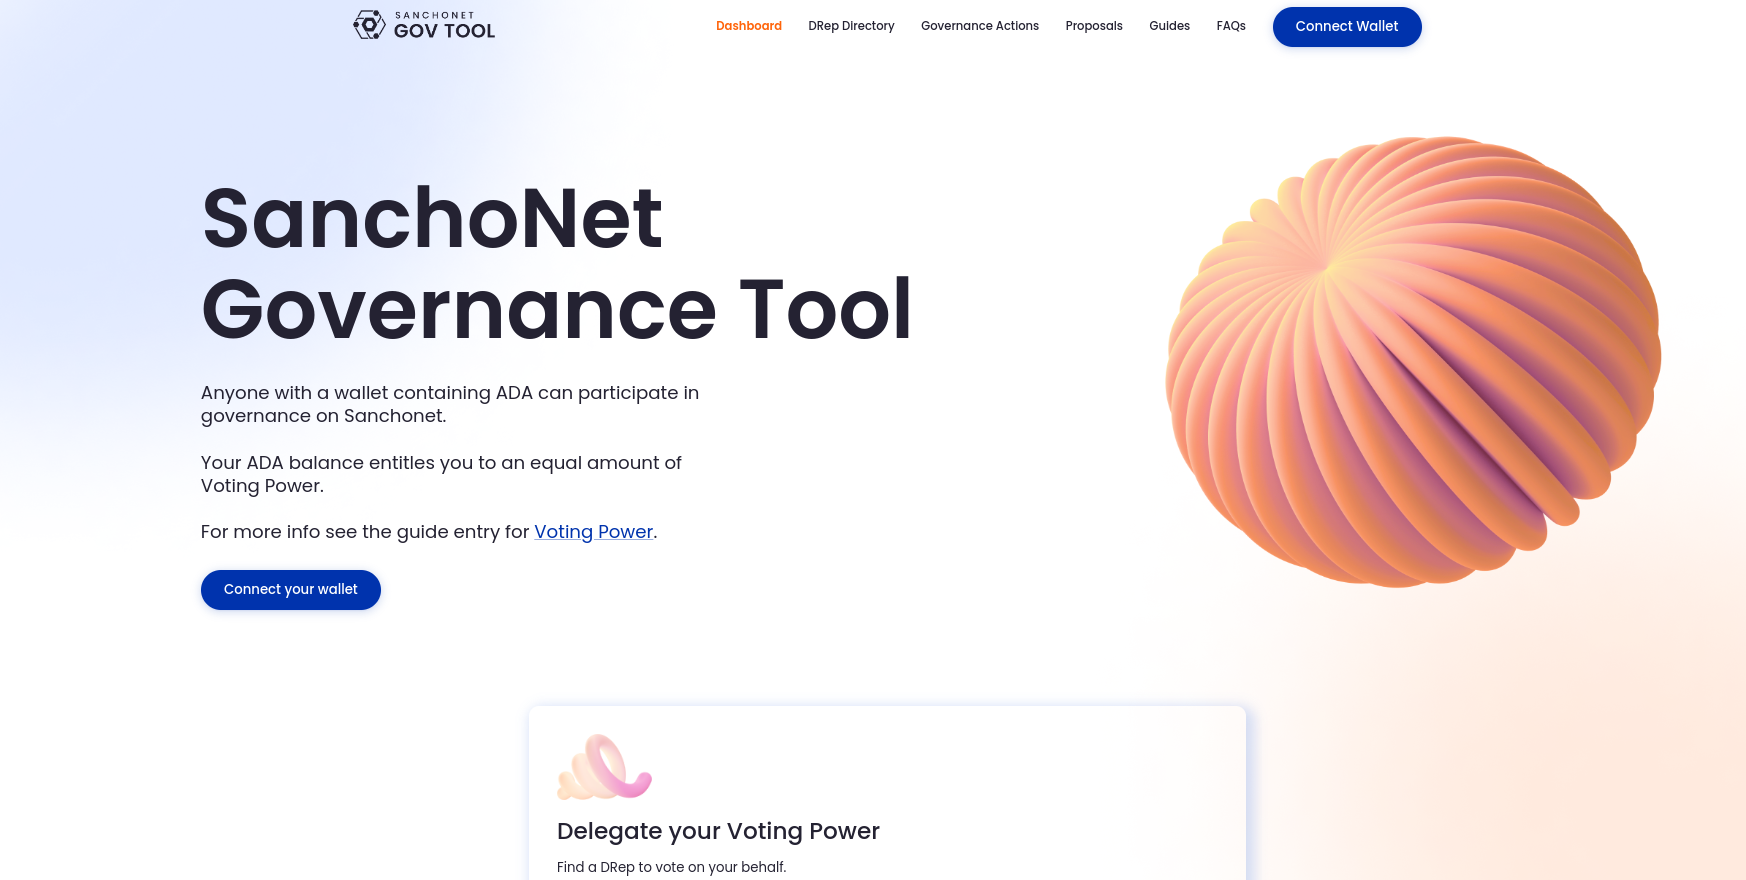 SANCHONET
GOV TOOL
Dashboard
DRep Directory
Governance Actions
Proposals
Guides
FAQs
Connect Wallet
SanchoNet
Governance Tool
Anyone with a wallet containing ADA can participate in
governance on Sanchonet.
Your ADA balance entitles you to an equal amount of
Voting Power.
For more info see the guide entry for Voting Power.
Connect your wallet
Delegate your Voting Power
Find a DRep to vote on your behalf.